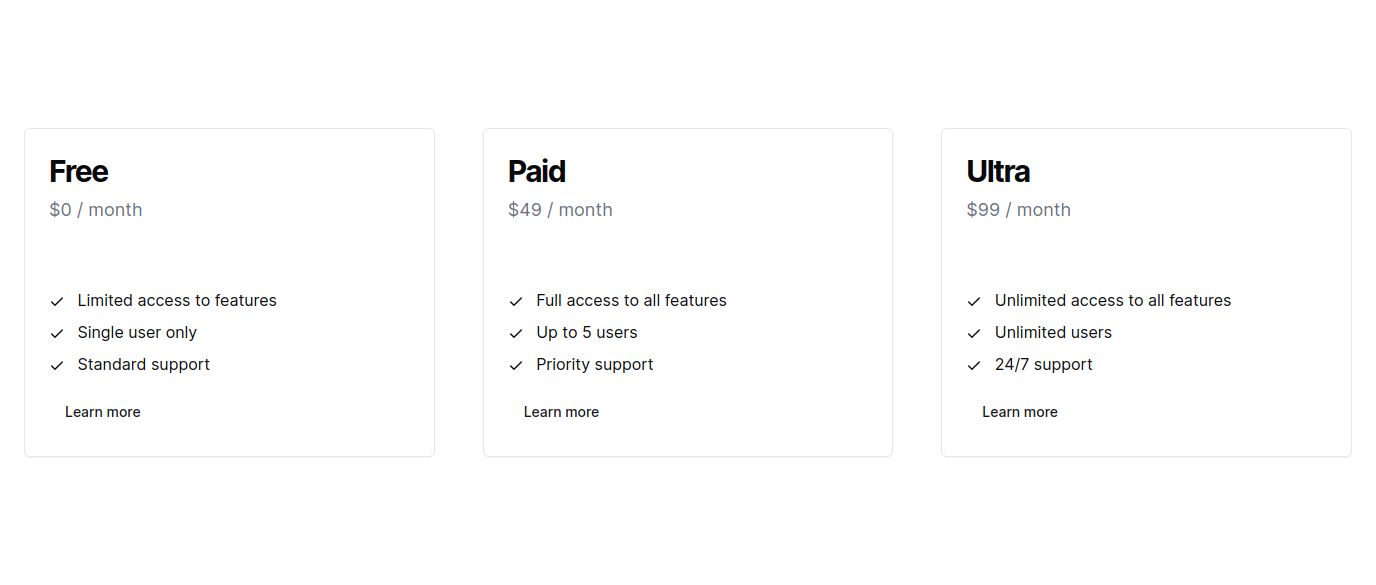 Free
$0 / month
Limited access to features
Single user only
Standard support
Learn more
Paid
$49 / month
Full access to all features
Up to 5 users
Priority support
Learn more
Ultra
$99 / month
Unlimited access to all features
Unlimited users
24/7 support
Learn more